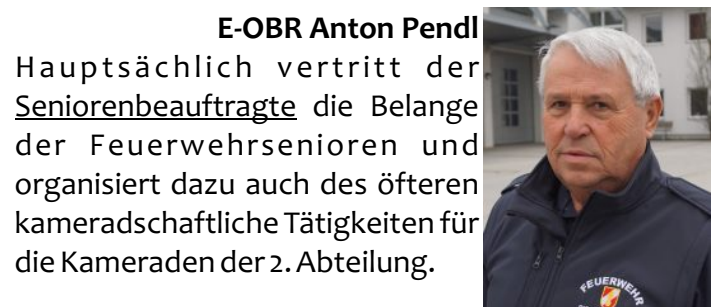 E-OBR Anton Pendl
Hauptsächlich vertritt der
Seniorenbeauftragte die Belange
der Feuerwehrsenioren und
organisiert dazu auch des öfteren
kameradschaftliche Tätigkeiten für
die Kameraden der 2. Abteilung.
FEUERWEHR